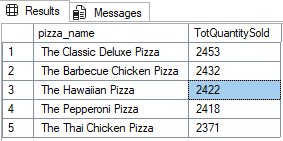 Results Messages
pizza_name TotQuantitySold
1 The Classic Deluxe Pizza 2453
2 The Barbecue Chicken Pizza 2432
3 The Hawaiian Pizza 2422
4 The Pepperoni Pizza 2418
5 The Thai Chicken Pizza 2371